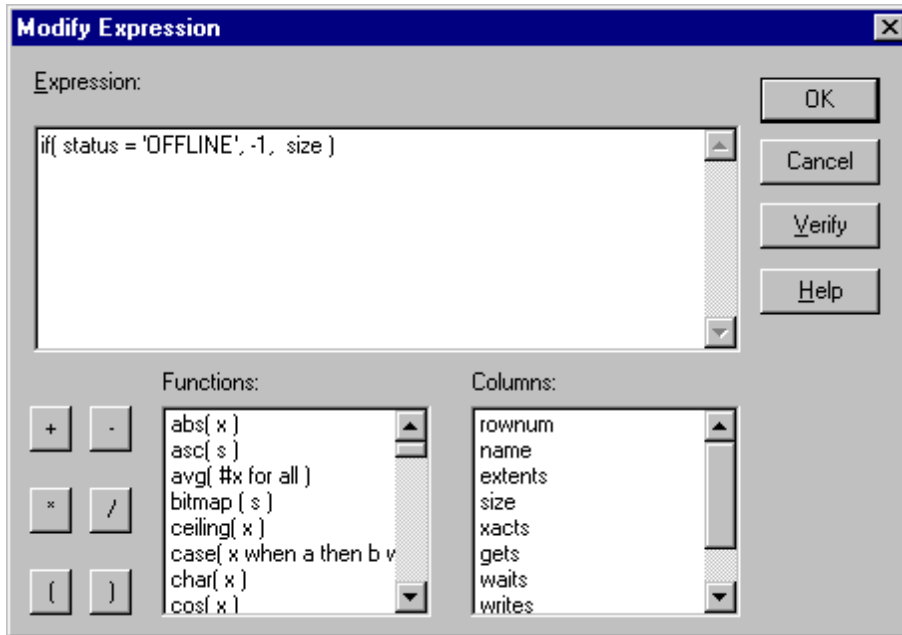 Modify Expression
Expression:
if( status = 'OFFLINE', -1,  size )
OK
Cancel
Verify
Help
Functions:
Columns:
+ -
* /
( )
abs( x )
asc( s )
avg( #x for all )
bitmap ( s )
ceiling( x )
case( x when a then b w
char( x )
cos( x )
rownum
name
extents
size
xacts
gets
waits
writes